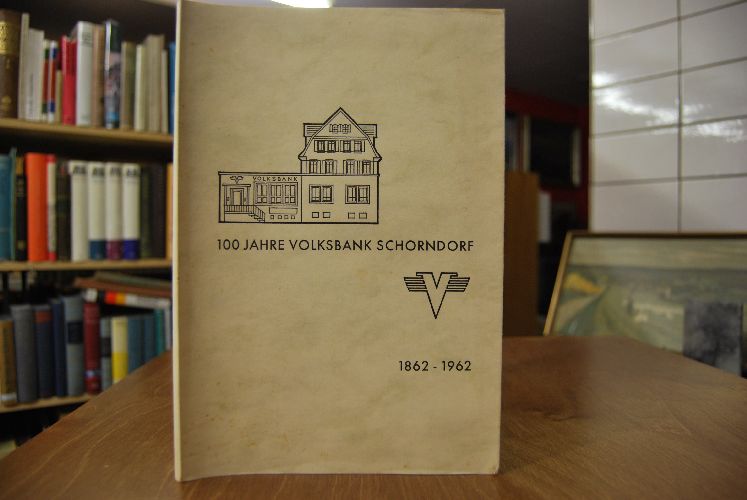 VOLKSBANK
100 JAHRE VOLKSBANK SCHORNDORF
V
1862 - 1962